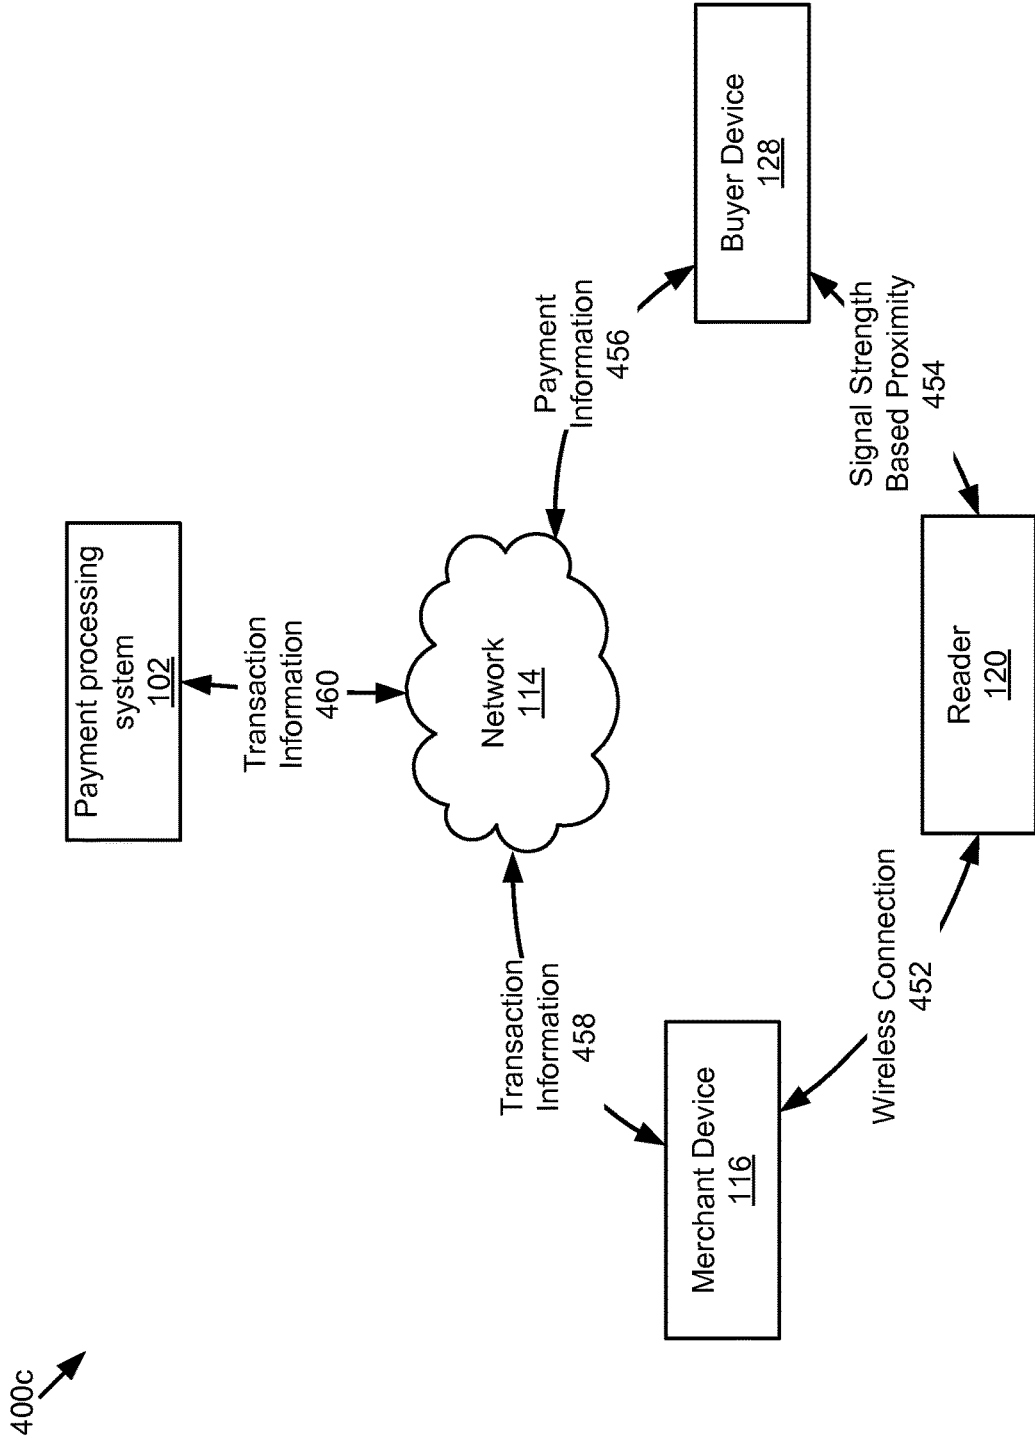 400c
Payment processing
system
102
Transaction
Information
460
Network
114
Transaction
Information
458
Payment
Information
456
Merchant Device
116
Buyer Device
128
Wireless Connection
452
Signal Strength
Based Proximity
454
Reader
120